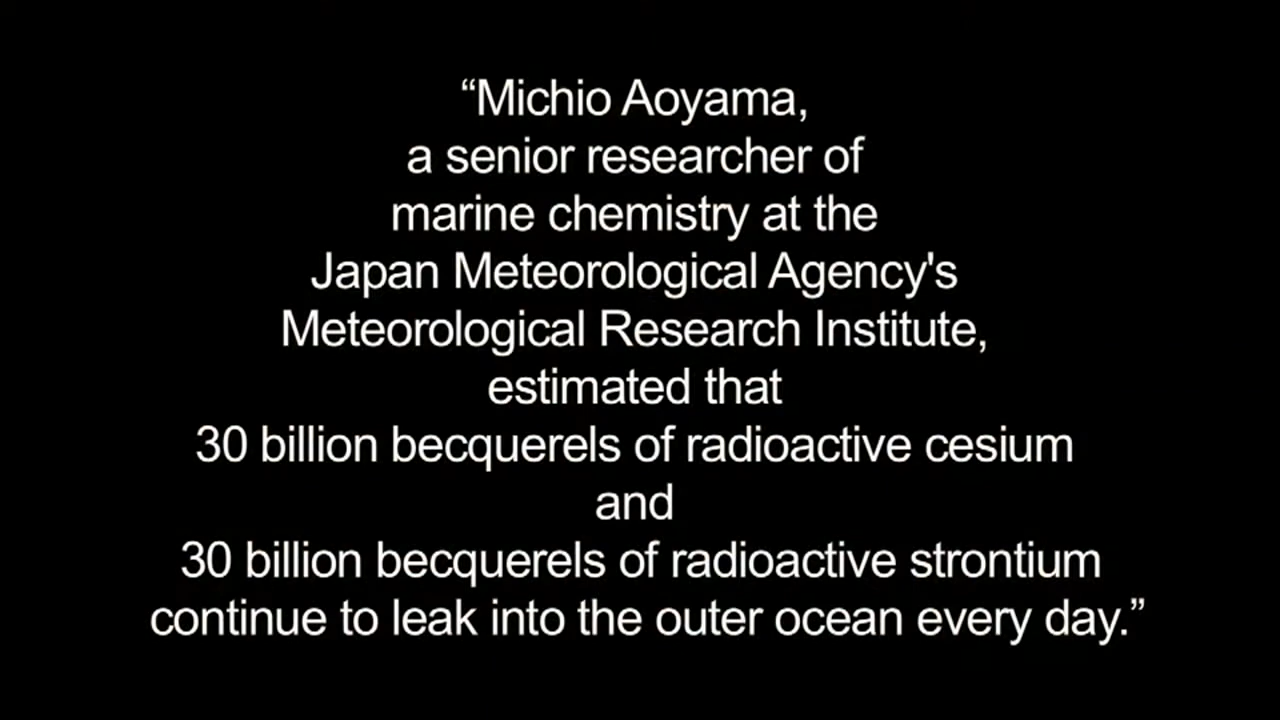 “Michio Aoyama,
a senior researcher of
marine chemistry at the
Japan Meteorological Agency's
Meteorological Research Institute,
estimated that
30 billion becquerels of radioactive cesium
and
30 billion becquerels of radioactive strontium
continue to leak into the outer ocean every day.”